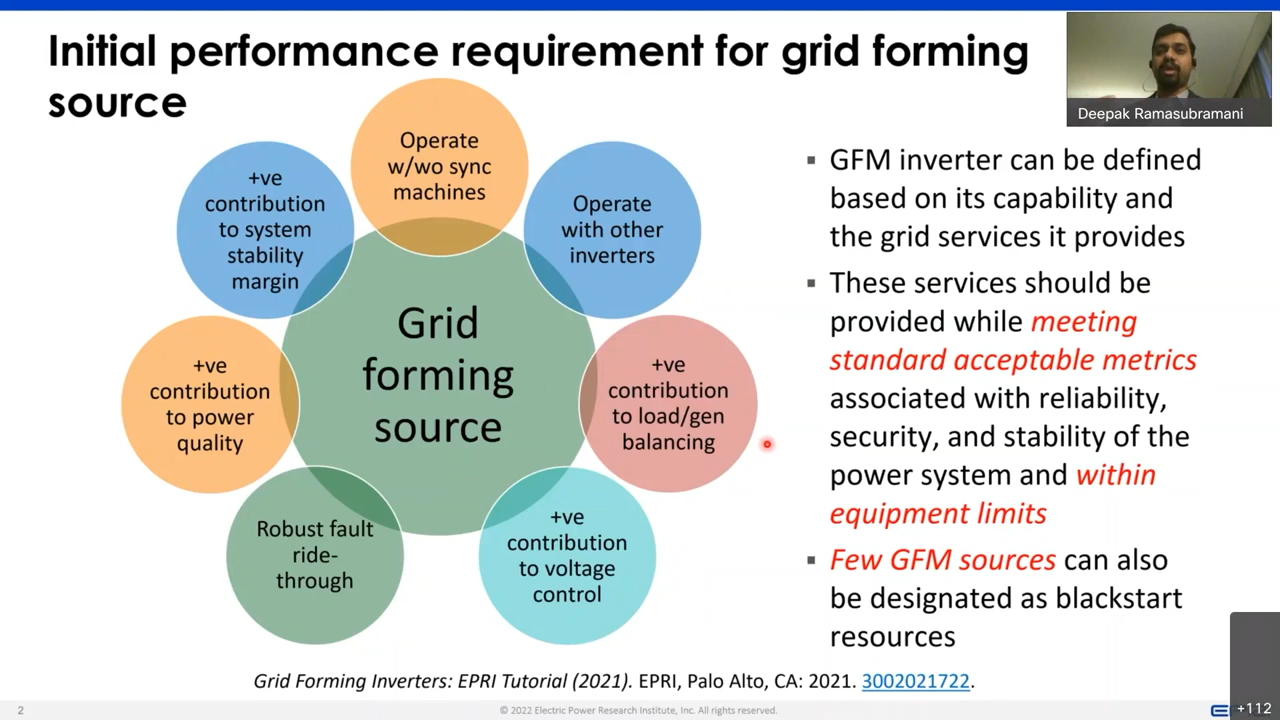 Initial performance requirement for grid forming
source
Deepak Ramasubramani
Operate
w/wo sync
machines
Operate
with other
inverters
+ve
contribution
to load/gen
balancing
+ve
contribution
to voltage
control
Robust fault
ride-
through
+ve
contribution
to power
quality
+ve
contribution
to system
stability
margin
Grid
forming
source
▪ GFM inverter can be defined
based on its capability and
the grid services it provides
▪ These services should be
provided while meeting
standard acceptable metrics
associated with reliability,
security, and stability of the
power system and within
equipment limits
▪ Few GFM sources can also
be designated as blackstart
resources
Grid Forming Inverters: EPRI Tutorial (2021). EPRI, Palo Alto, CA: 2021. 3002021722.
2
© 2022 Electric Power Research Institute, Inc. All rights reserved.
+112